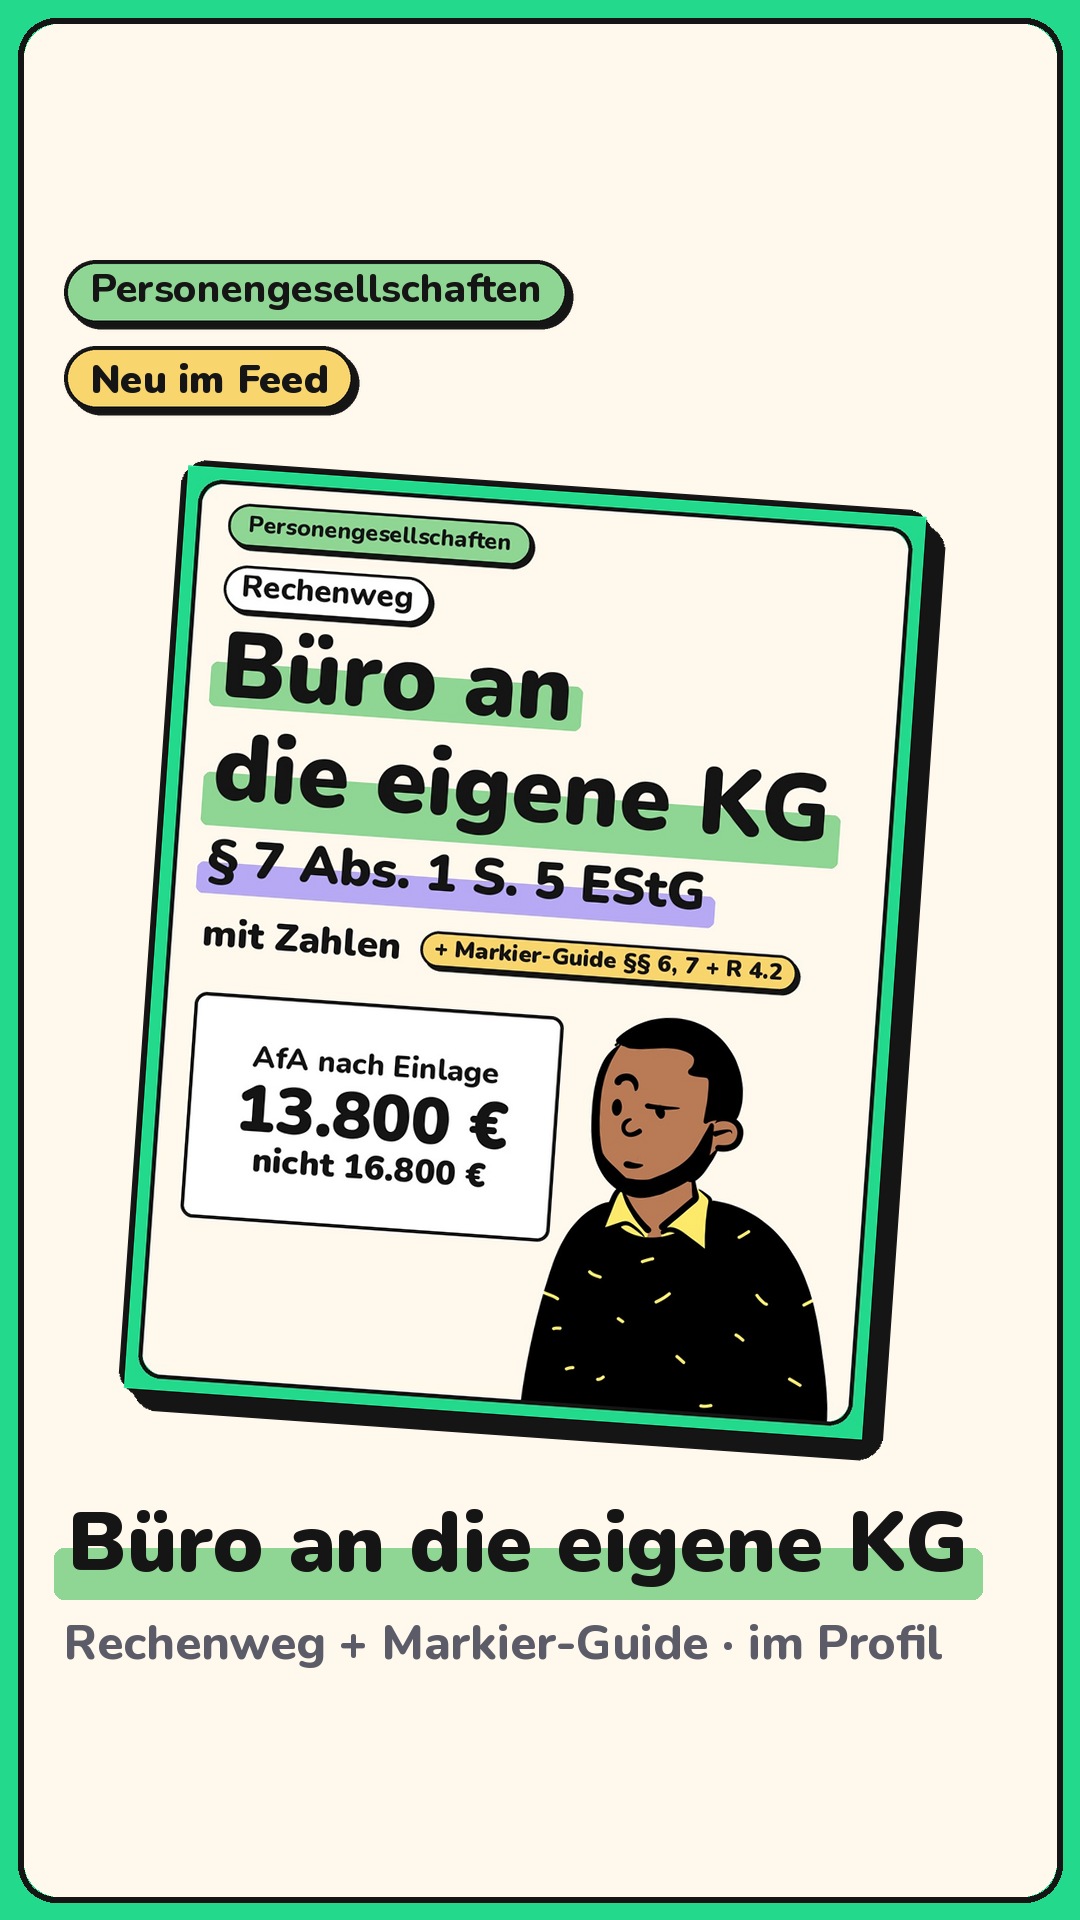 Personengesellschaften
Neu im Feed
Personengesellschaften
Rechenweg
Büro an
die eigene KG
§ 7 Abs. 1 S. 5 EStG
mit Zahlen
+ Markier-Guide §§ 6, 7 + R 4.2
AfA nach Einlage
13.800 €
nicht 16.800 €
Büro an die eigene KG
Rechenweg + Markier-Guide · im Profil